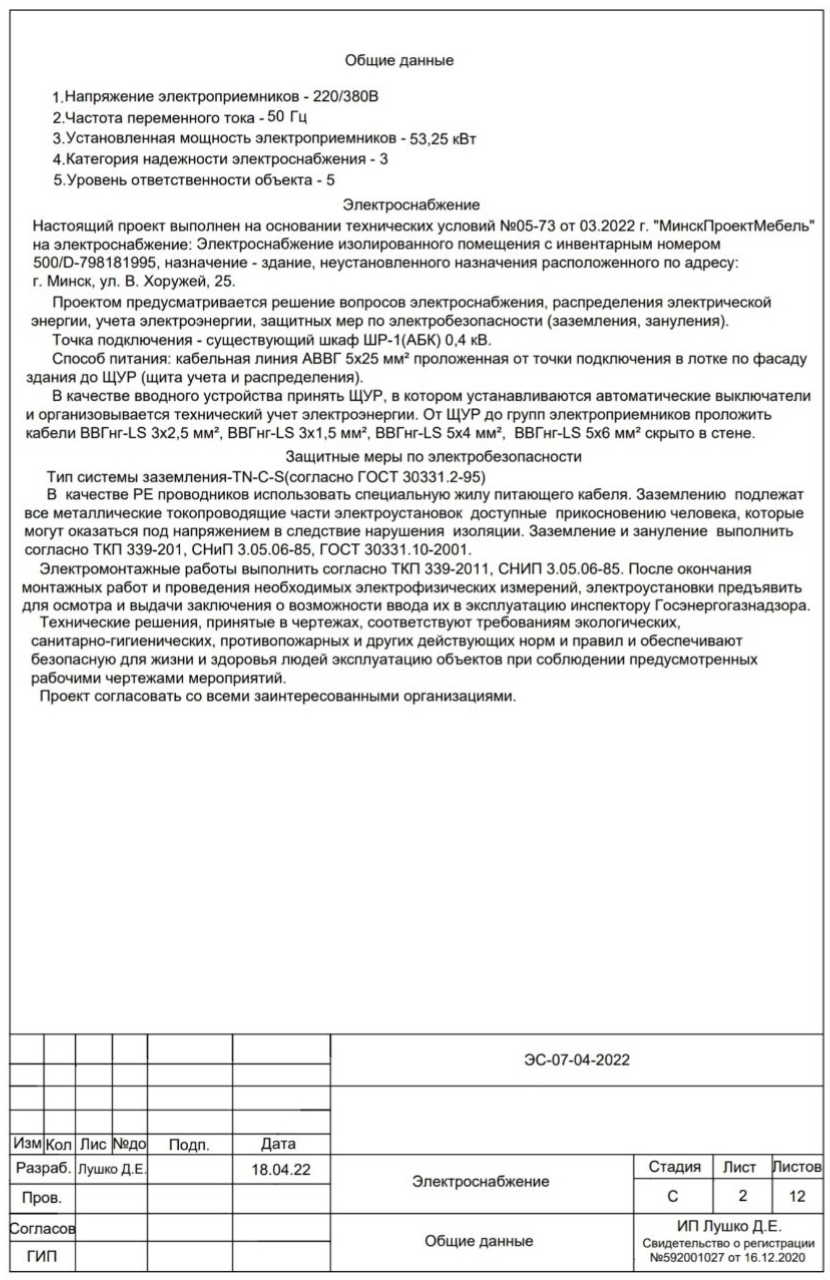 Общие данные
1.Напряжение электроприемников - 220/380В
2.Частота переменного тока - 50 Гц
3.Установленная мощность электроприемников - 53,25 кВт
4.Категория надежности электроснабжения - 3
5.Уровень ответственности объекта - 5
Электроснабжение
Настоящий проект выполнен на основании технических условий №05-73 от 03.2022 г. "МинскПроектМебель"
на электроснабжение: Электроснабжение изолированного помещения с инвентарным номером
500/D-798181995, назначение - здание, неустановленного назначения расположенного по адресу:
г. Минск, ул. В. Хоружей, 25.
Проектом предусматривается решение вопросов электроснабжения, распределения электрической
энергии, учета электроэнергии, защитных мер по электробезопасности (заземления, зануления).
Точка подключения - существующий шкаф ШР-1(АБК) 0,4 кВ.
Способ питания: кабельная линия АВВГ 5х25 мм² проложенная от точки подключения в лотке по фасаду
здания до ЩУР (щита учета и распределения).
В качестве вводного устройства принять ЩУР, в котором устанавливаются автоматические выключатели
и организовывается технический учет электроэнергии. От ЩУР до групп электроприемников проложить
кабели ВВГнг-LS 3х2,5 мм², ВВГнг-LS 3х1,5 мм², ВВГнг-LS 5х4 мм², ВВГнг-LS 5х6 мм² скрыто в стене.
Защитные меры по электробезопасности
Тип системы заземления-TN-C-S(согласно ГОСТ 30331.2-95)
В качестве РЕ проводников использовать специальную жилу питающего кабеля. Заземлению подлежат
все металлические токопроводящие части электроустановок доступные прикосновению человека, которые
могут оказаться под напряжением в следствие нарушения изоляции. Заземление и зануление выполнить
согласно ТКП 339-201, СНиП 3.05.06-85, ГОСТ 30331.10-2001.
Электромонтажные работы выполнить согласно ТКП 339-2011, СНИП 3.05.06-85. После окончания
монтажных работ и проведения необходимых электрофизических измерений, электроустановки предъявить
для осмотра и выдачи заключения о возможности ввода их в эксплуатацию инспектору Госэнергогазнадзора.
Технические решения, принятые в чертежах, соответствуют требованиям экологических,
санитарно-гигиенических, противопожарных и других действующих норм и правил и обеспечивают
безопасную для жизни и здоровья людей эксплуатацию объектов при соблюдении предусмотренных
рабочими чертежами мероприятий.
Проект согласовать со всеми заинтересованными организациями.
ЭС-07-04-2022
Изм Кол Лис №до Подп. Дата
Разраб. Лушко Д.Е. 18.04.22
Электроснабжение
Стадия Лист Листов
Пров.
С 2 12
Согласов
Общие данные
ИП Лушко Д.Е.
Свидетельство о регистрации
№592001027 от 16.12.2020
ГИП